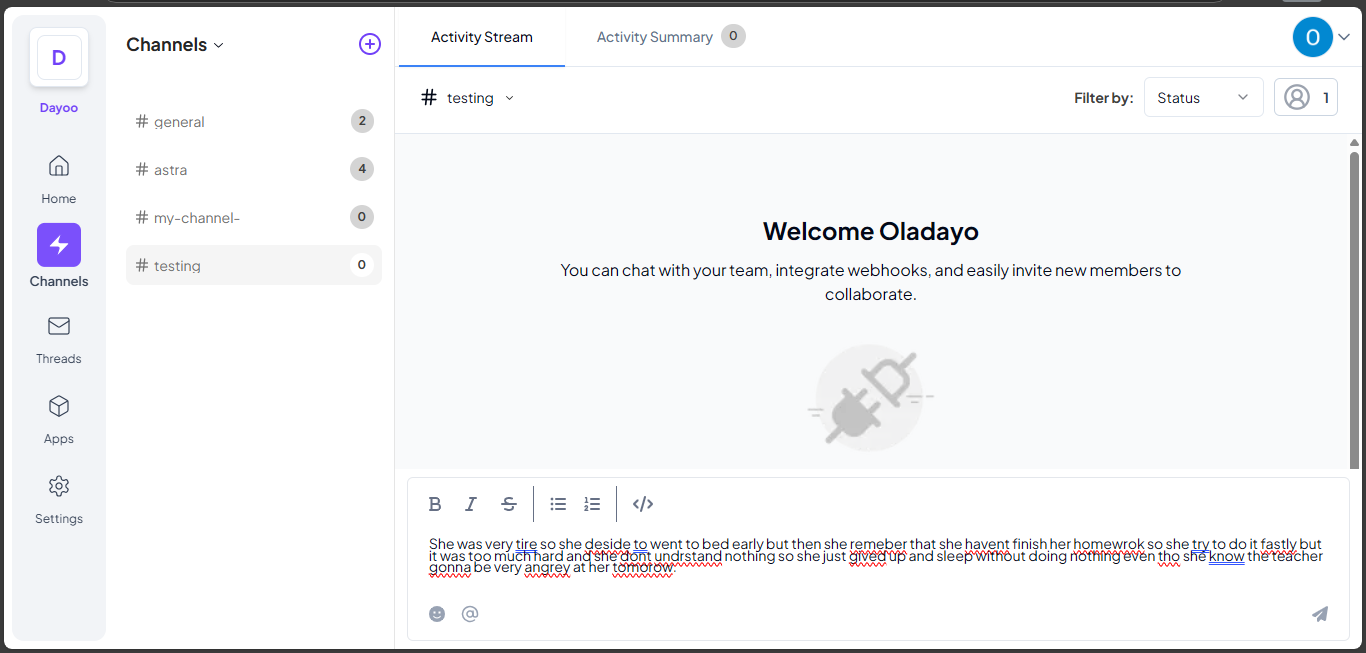 D
Dayoo
Home
Channels
Threads
Apps
Settings
Channels
# general 2
# astra 4
# my-channel- 0
# testing 0
Activity Stream
Activity Summary 0
O
# testing
Filter by: Status 1
Welcome Oladayo
You can chat with your team, integrate webhooks, and easily invite new members to
collaborate.
B I S </>
She was very tire so she deside to went to bed early but then she remeber that she havent finish her homewrok so she try to do it fastly but
it was too much hard and she dont undrstand nothing so she just gived up and sleep without doing nothing even tho she know the teacher
gonna be very angrey at her tomorow.
@